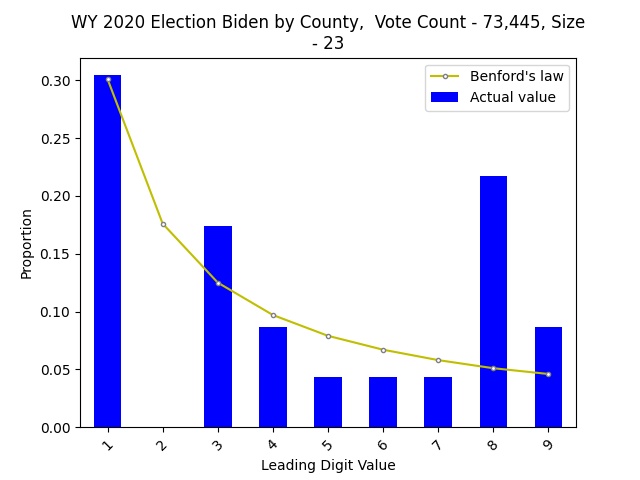 WY 2020 Election Biden by County,  Vote Count - 73,445, Size
- 23
Benford's law
Actual value
Proportion
0.30
0.25
0.20
0.15
0.10
0.05
0.00
1 2 3 4 5 6 7 8 9
Leading Digit Value